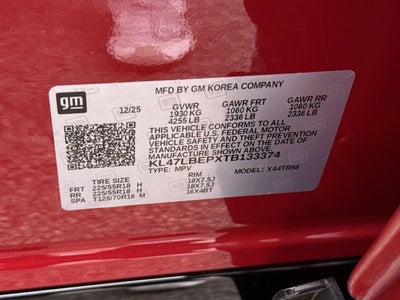 MFD BY GM KOREA COMPANY
gm
12/25 GVWR GAWR FRT GAWR RR
1930 KG 1060 KG 1060 KG
4255 LB 2336 LB 2336 LB
THIS VEHICLE CONFORMS TO ALL
APPLICABLE U.S. FEDERAL MOTOR
VEHICLE SAFETY AND THEFT PREVENTION
STANDARDS IN EFFECT ON THE DATE OF
MANUFACTURE SHOWN ABOVE.
KL47LBEPXTB133374
TYPE: MPV MODEL: X44TR58
TIRE SIZE RIM
FRT 225/55R18 H 18X7.5J
RR 225/55R18 H 18X7.5J
SPA T125/70R16 M 16X4BT